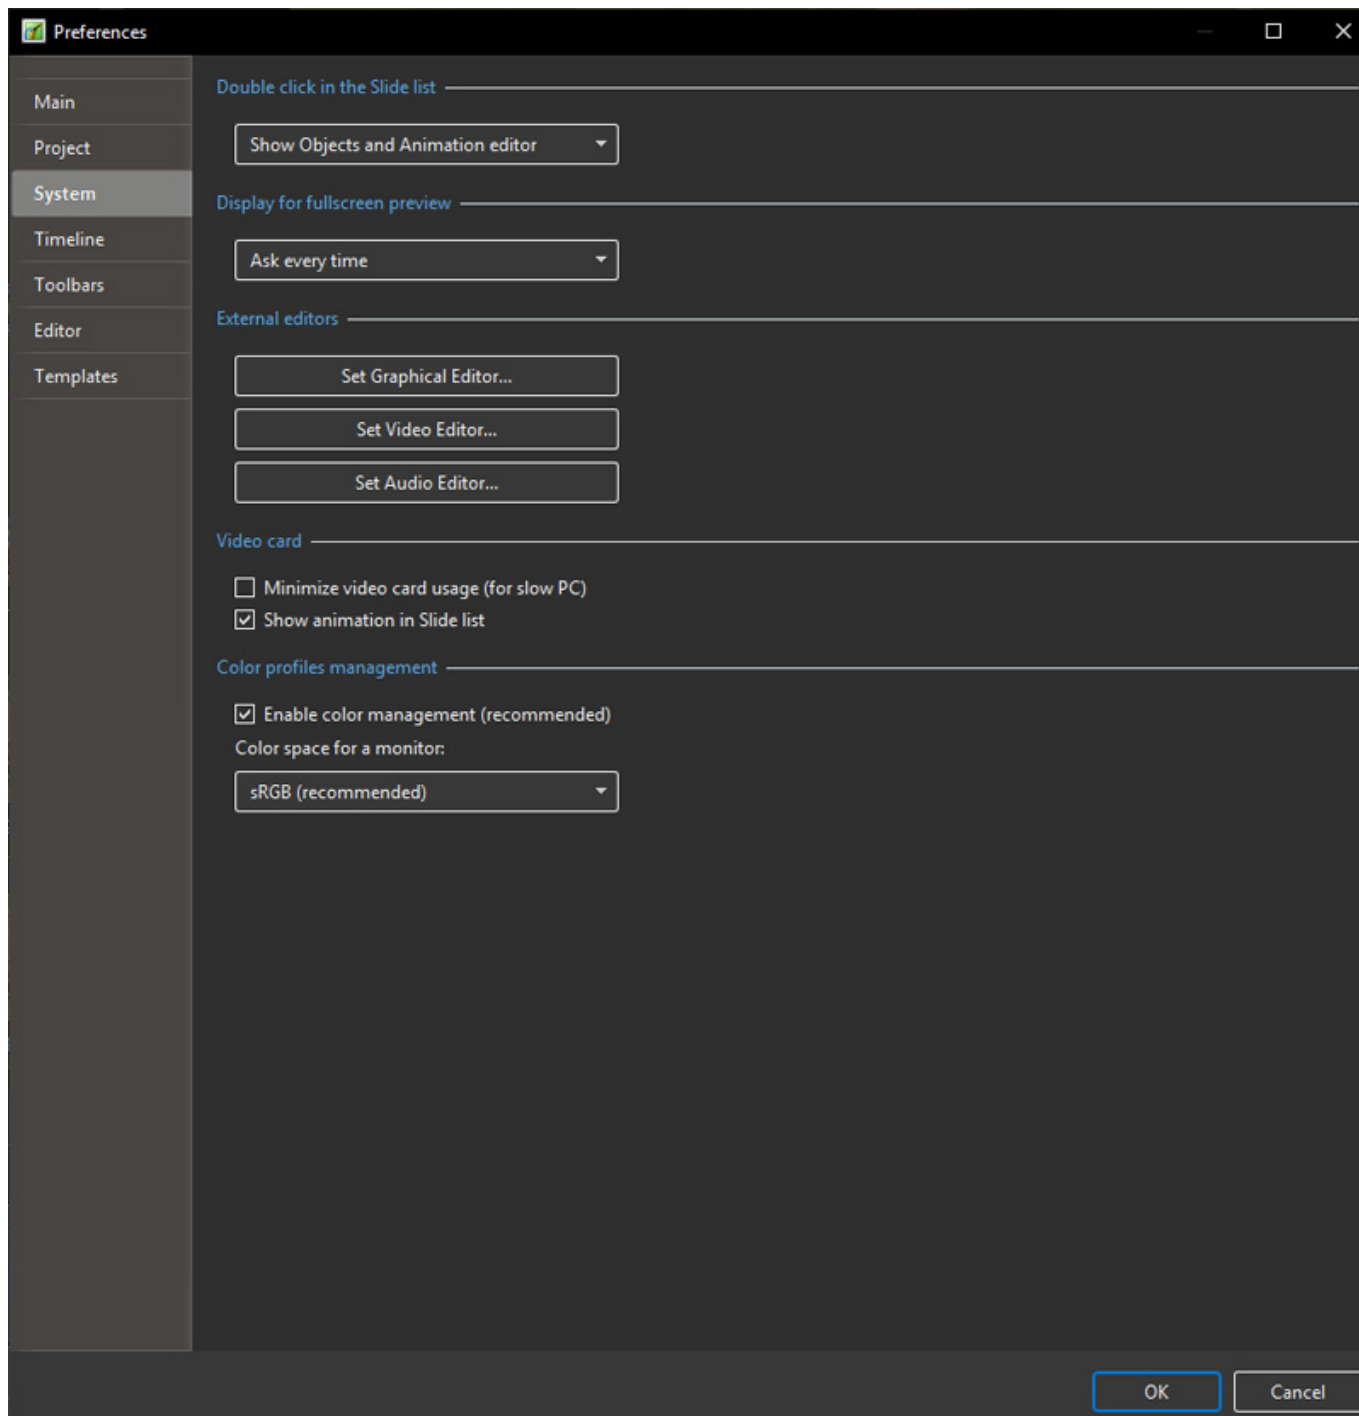 Preferences
Main
Project
System
Timeline
Toolbars
Editor
Templates
Double click in the Slide list
Show Objects and Animation editor
Display for fullscreen preview
Ask every time
External editors
Set Graphical Editor...
Set Video Editor...
Set Audio Editor...
Video card
Minimize video card usage (for slow PC)
Show animation in Slide list
Color profiles management
Enable color management (recommended)
Color space for a monitor:
sRGB (recommended)
OK
Cancel